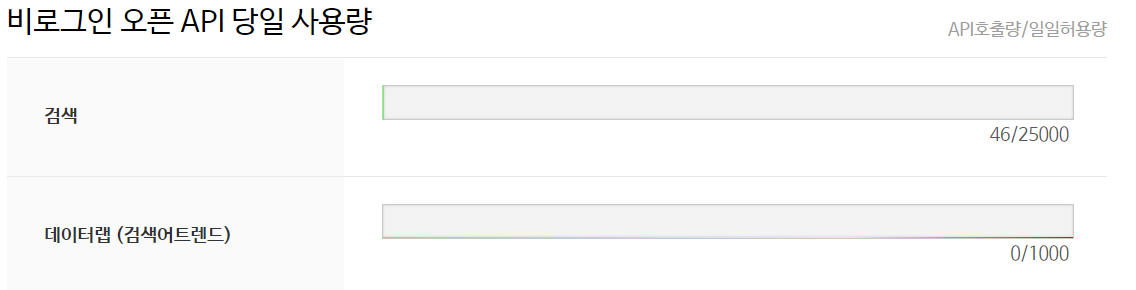 비로그인 오픈 API 당일 사용량
API호출량/일일허용량
검색
46/25000
데이터랩 (검색어트렌드)
0/1000